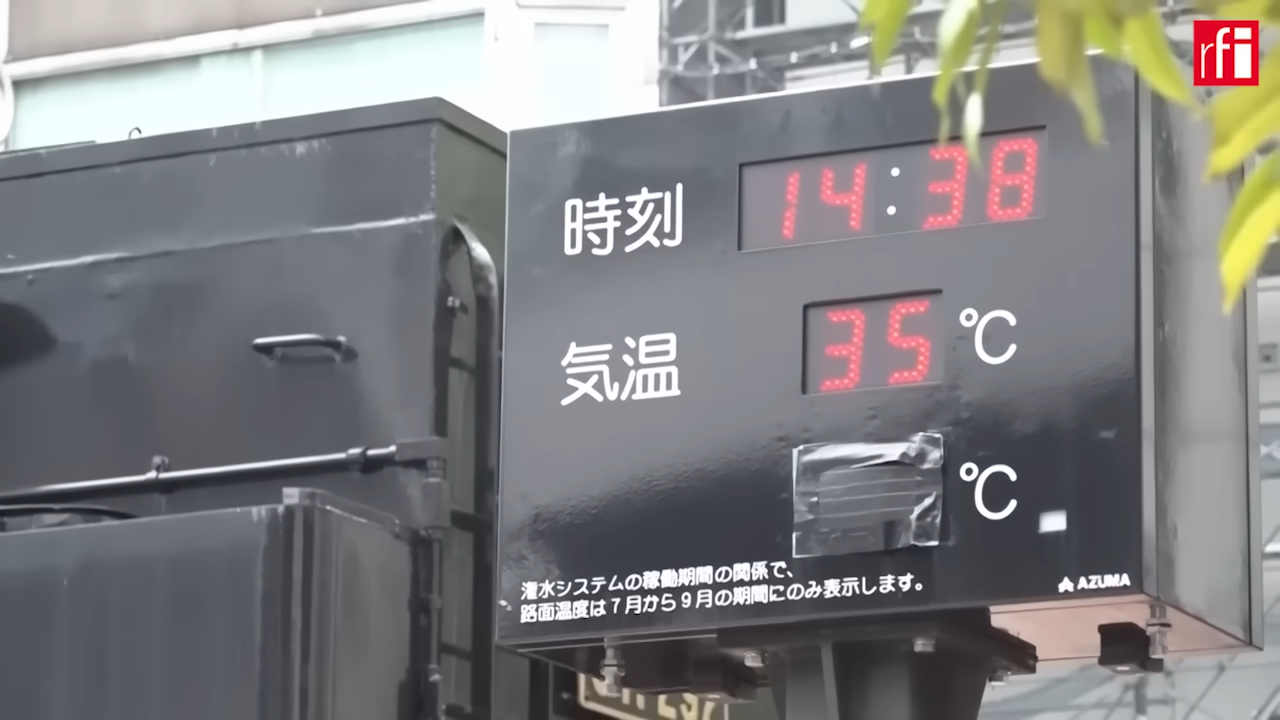 rfi
時刻 14:38
気温 35 ℃
℃
潅水システムの稼働期間の関係で、
路面温度は7月から9月の期間にのみ表示します。
AZUMA